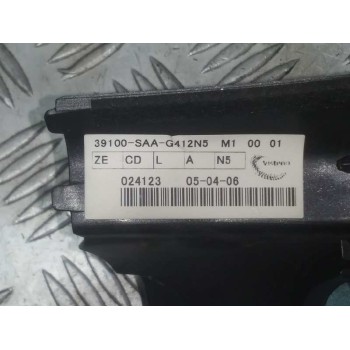 39100-SAA-G412N5 M1 00 01
ZE CD L A N5
024123 05-04-06